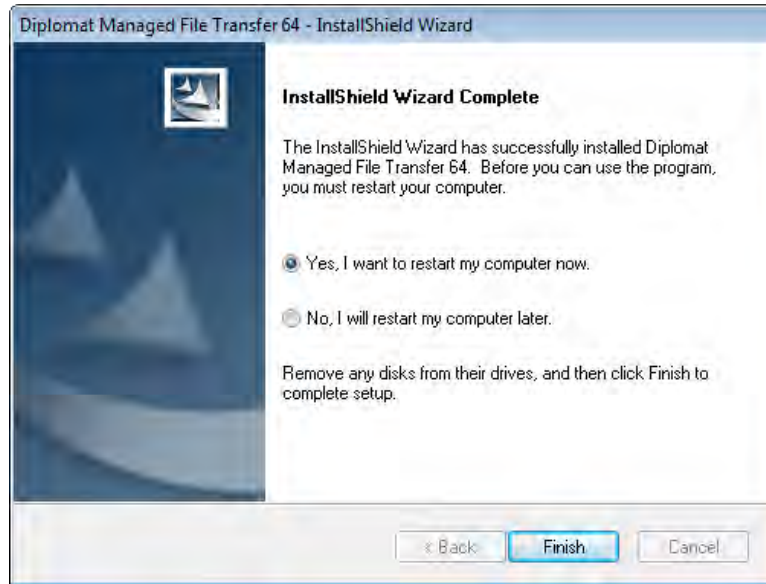 Diplomat Managed File Transfer 64 - InstallShield Wizard
InstallShield Wizard Complete
The InstallShield Wizard has successfully installed Diplomat
Managed File Transfer 64.  Before you can use the program,
you must restart your computer.
Yes, I want to restart my computer now.
No, I will restart my computer later.
Remove any disks from their drives, and then click Finish to
complete setup.
< Back
Finish
Cancel